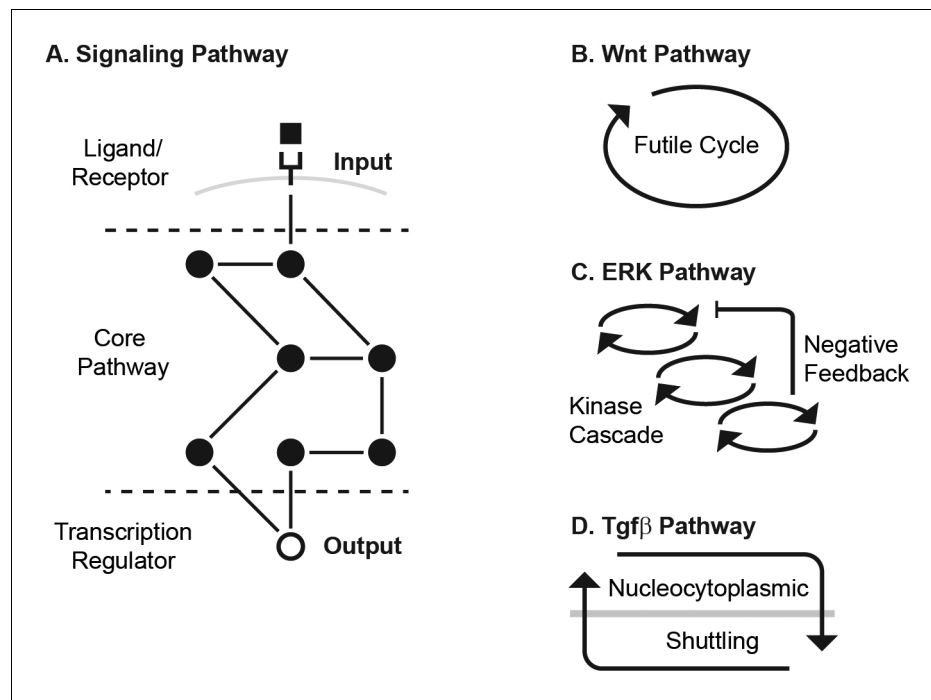 A. Signaling Pathway
Ligand/
Receptor
Input
Core
Pathway
Transcription
Regulator
Output
B. Wnt Pathway
Futile Cycle
C. ERK Pathway
Negative
Feedback
Kinase
Cascade
D. Tgfβ Pathway
Nucleocytoplasmic
Shuttling